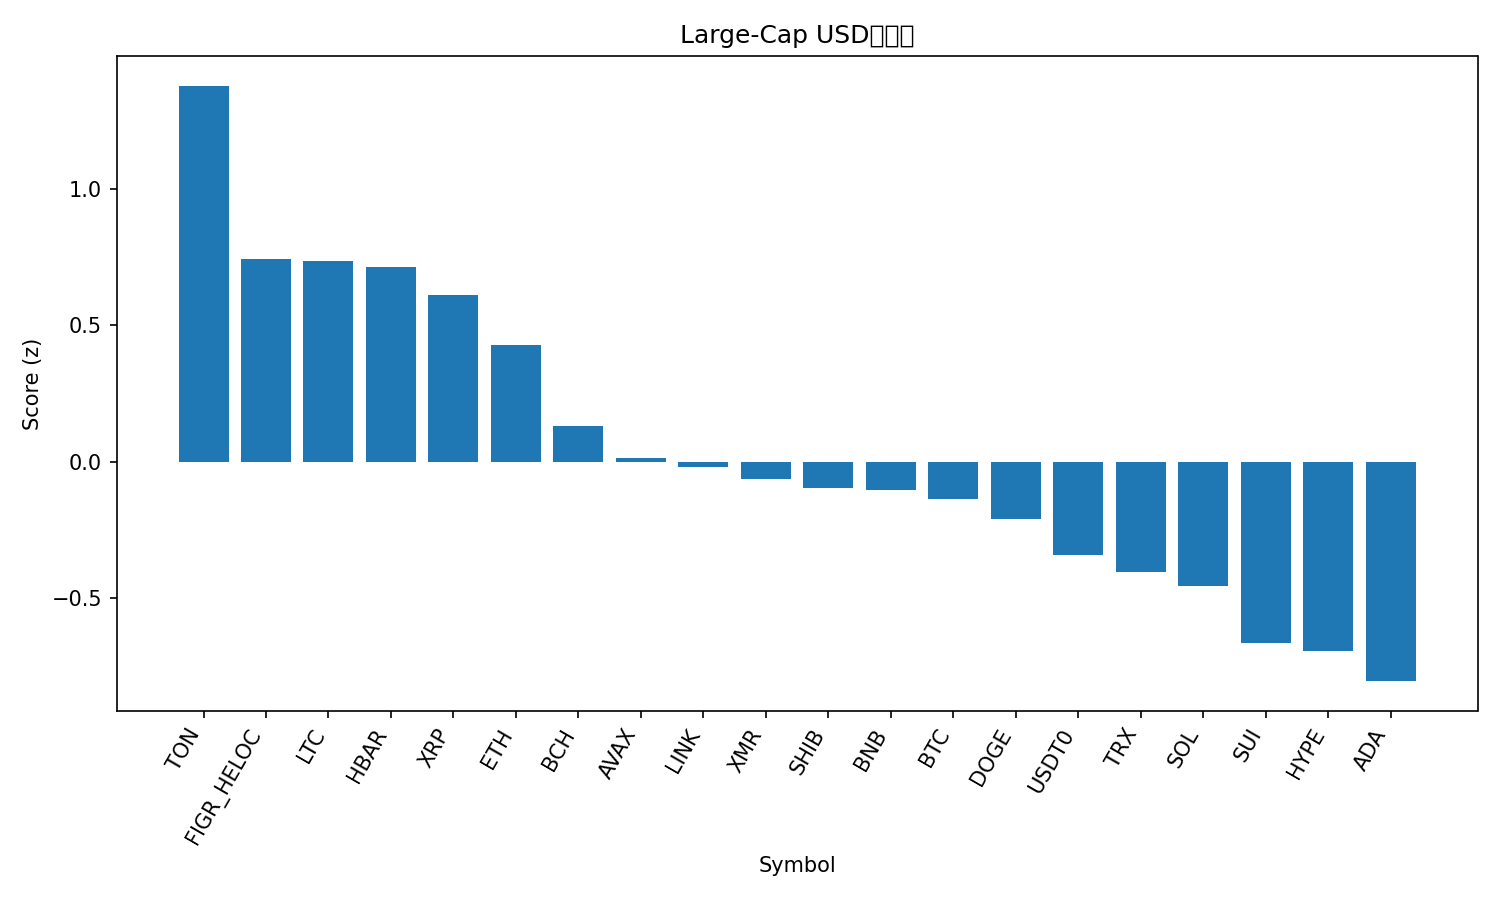 Large-Cap USD
1.0
0.5
0.0
−0.5
Score (z)
TON
FIGR_HELOC
LTC
HBAR
XRP
ETH
BCH
AVAX
LINK
XMR
SHIB
BNB
BTC
DOGE
USDT0
TRX
SOL
SUI
HYPE
ADA
Symbol